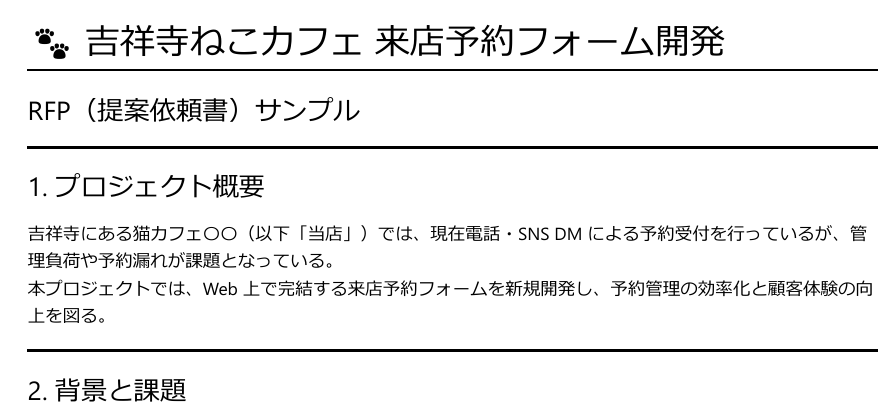 🐾 吉祥寺ねこカフェ 来店予約フォーム開発
RFP（提案依頼書）サンプル
1. プロジェクト概要
吉祥寺にある猫カフェ〇〇（以下「当店」）では、現在電話・SNS DM による予約受付を行っているが、管
理負荷や予約漏れが課題となっている。
本プロジェクトでは、Web 上で完結する来店予約フォームを新規開発し、予約管理の効率化と顧客体験の向
上を図る。
2. 背景と課題